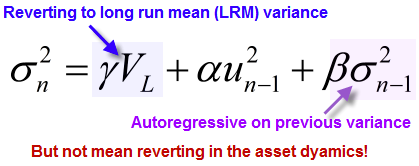 Reverting to long run mean (LRM) variance
σ²ₙ = γV_L + αu²ₙ₋₁ + βσ²ₙ₋₁
Autoregressive on previous variance
But not mean reverting in the asset dyamics!